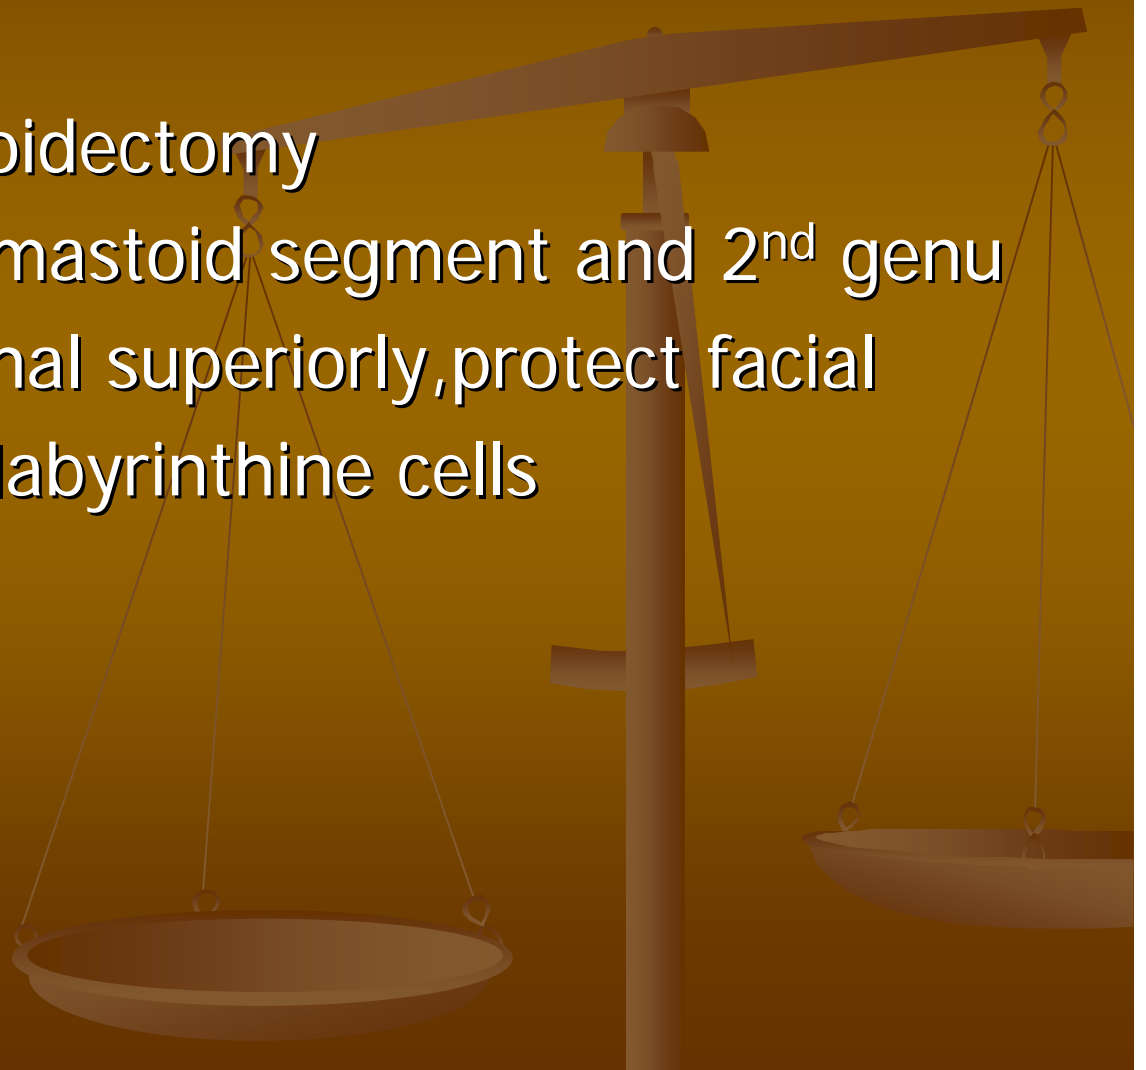 oidectomy
mastoid segment and 2nd genu
nal superiorly,protect facial
labyrinthine cells